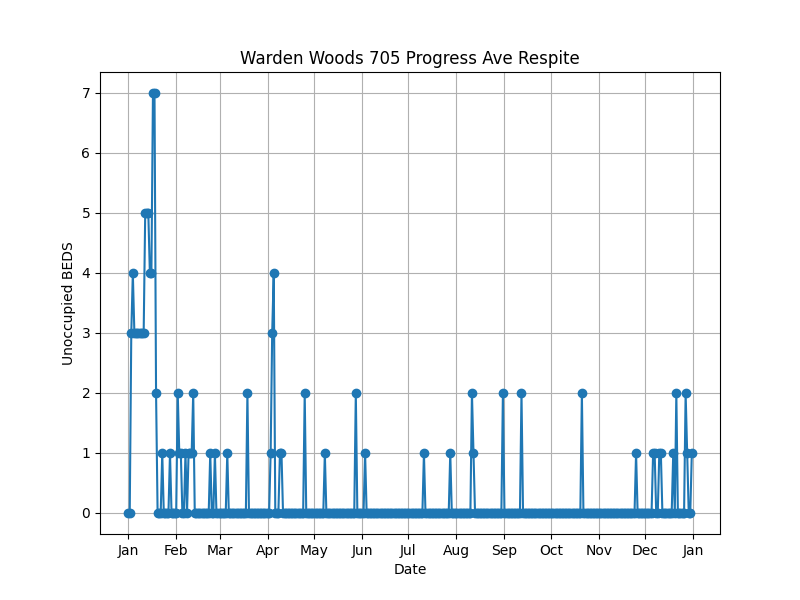 Warden Woods 705 Progress Ave Respite
7
6
5
4
3
2
1
0
Unoccupied BEDS
Jan Feb Mar Apr May Jun Jul Aug Sep Oct Nov Dec Jan
Date